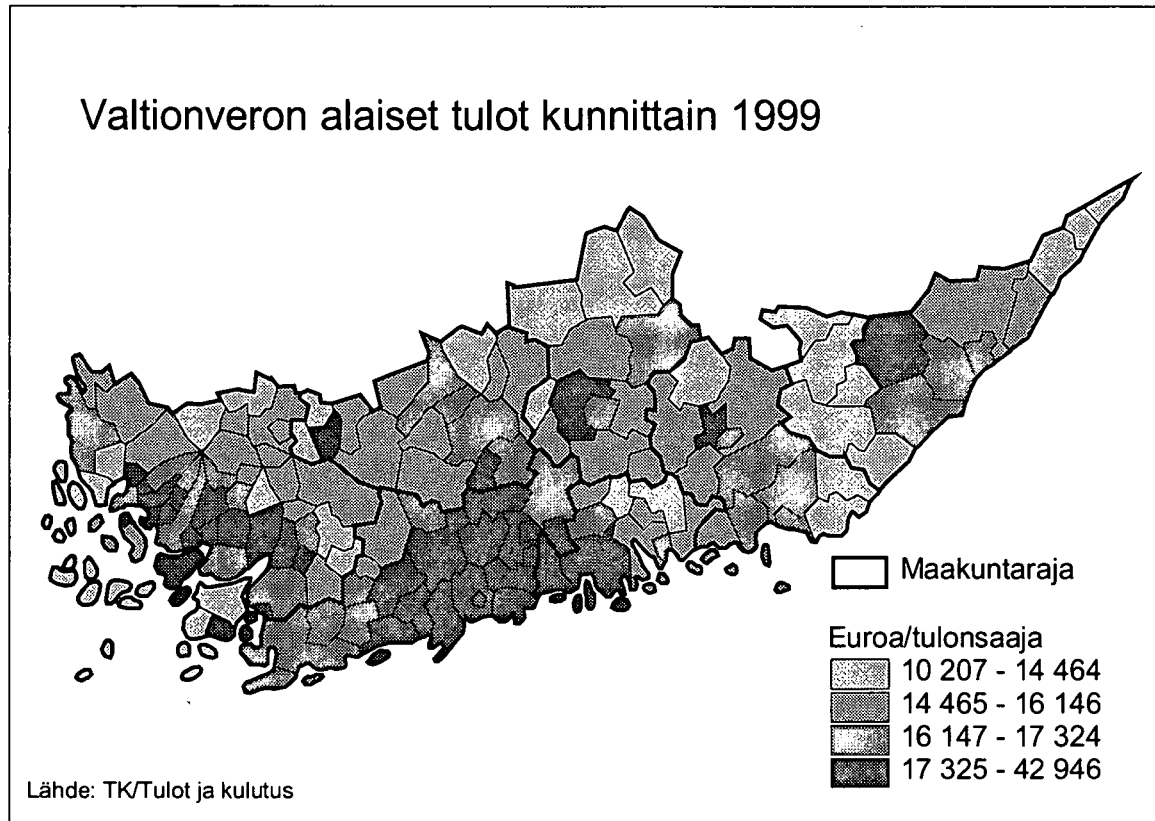 Valtionveron alaiset tulot kunnittain 1999
Maakuntaraja
Euroa/tulonsaaja
10 207 - 14 464
14 465 - 16 146
16 147 - 17 324
17 325 - 42 946
Lähde: TK/Tulot ja kulutus